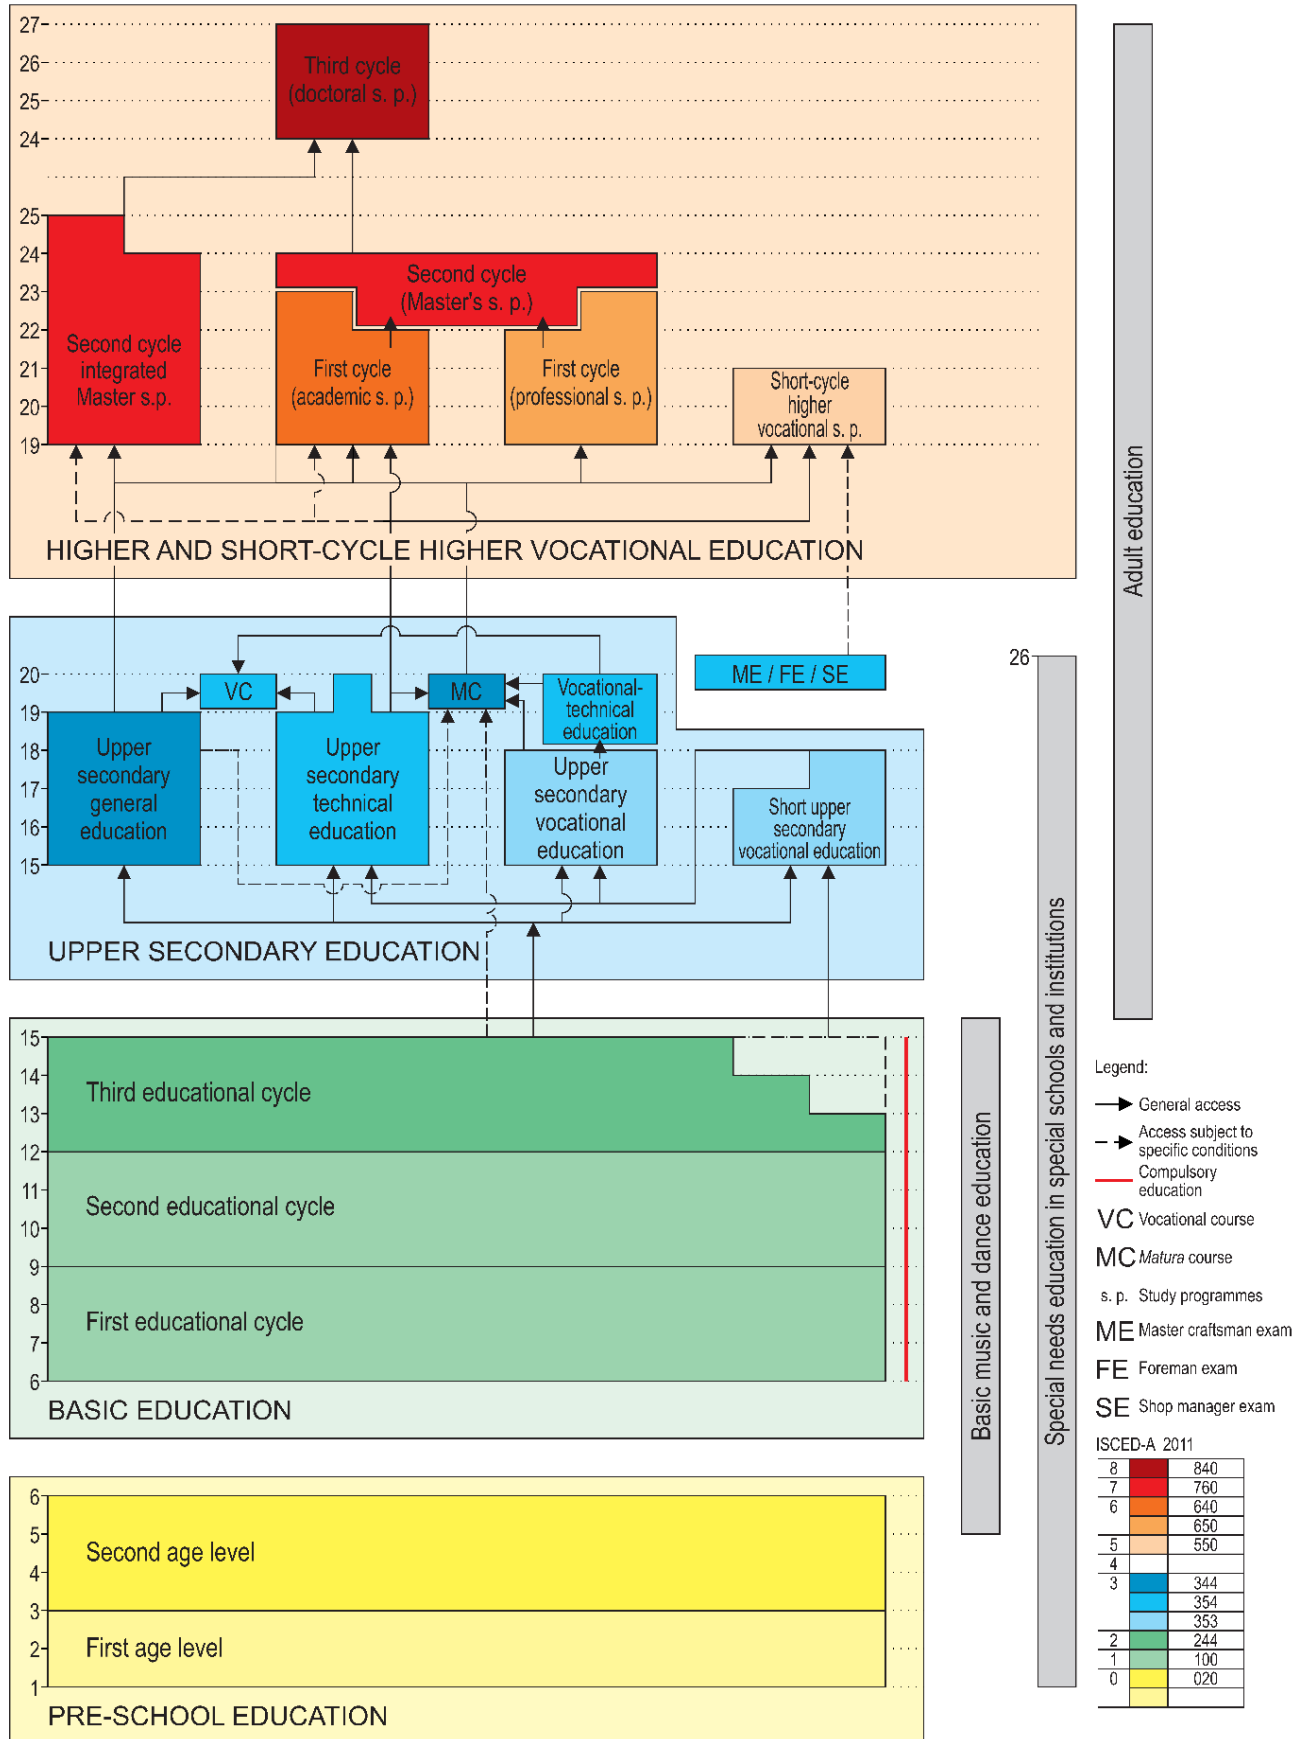 27
26
25
24
Third cycle
(doctoral s. p.)
25
24
23
22
21
20
19
Second cycle
integrated
Master s.p.
Second cycle
(Master's s. p.)
First cycle
(academic s. p.)
First cycle
(professional s. p.)
Short-cycle
higher
vocational s. p.
HIGHER AND SHORT-CYCLE HIGHER VOCATIONAL EDUCATION
Adult education
20
19
18
17
16
15
VC
MC
Vocational-
technical
education
ME / FE / SE
26
Upper
secondary
general
education
Upper
secondary
technical
education
Upper
secondary
vocational
education
Short upper
secondary
vocational education
UPPER SECONDARY EDUCATION
Special needs education in special schools and institutions
15
14
13
12
11
10
9
8
7
6
Third educational cycle
Second educational cycle
First educational cycle
BASIC EDUCATION
Basic music and dance education
6
5
4
3
2
1
Second age level
First age level
PRE-SCHOOL EDUCATION
Legend:
General access
Access subject to
specific conditions
Compulsory
education
VC Vocational course
MC Matura course
s. p. Study programmes
ME Master craftsman exam
FE Foreman exam
SE Shop manager exam
ISCED-A 2011
8 840
7 760
6 640
650
5 550
4
3 344
354
353
2 244
1 100
0 020